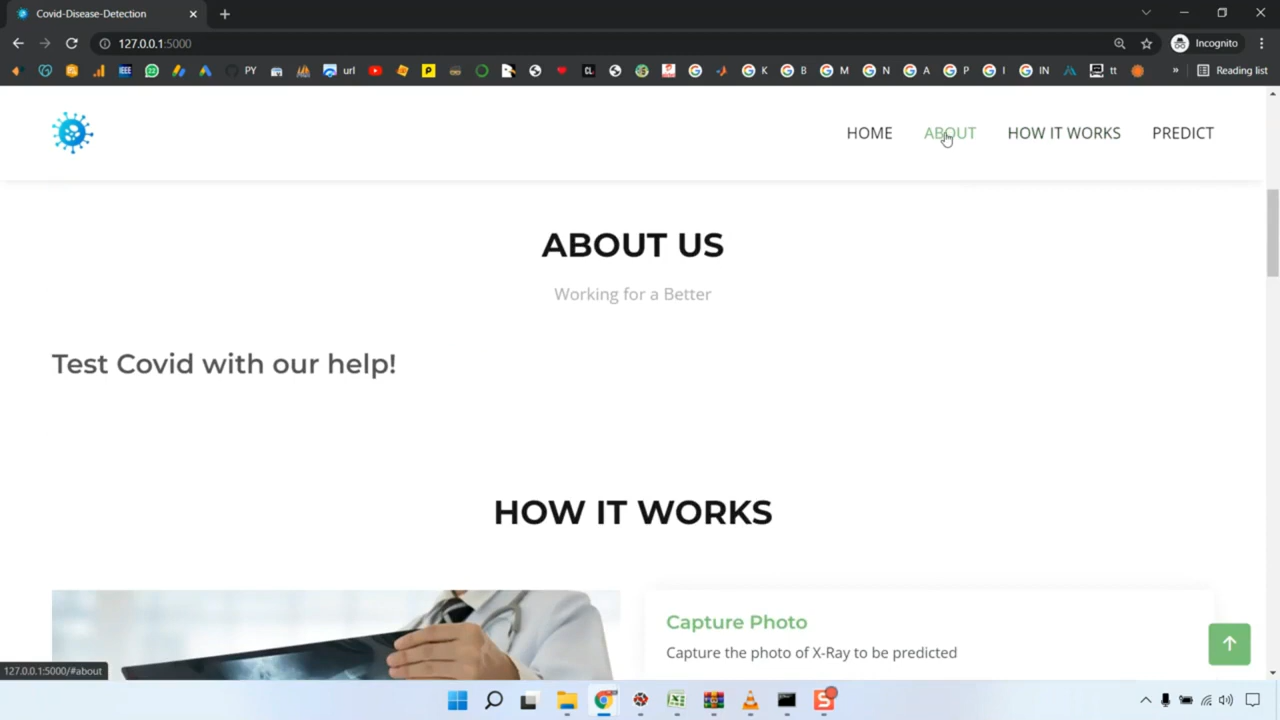 Covid-Disease-Detection
127.0.0.1:5000
Incognito
IEEE
PY
url
P
CL
K
B
M
N
A
P
I
IN
tt
Reading list
HOME
ABOUT
HOW IT WORKS
PREDICT
ABOUT US
Working for a Better
Test Covid with our help!
HOW IT WORKS
Capture Photo
Capture the photo of X-Ray to be predicted
127.0.0.1:5000/#about